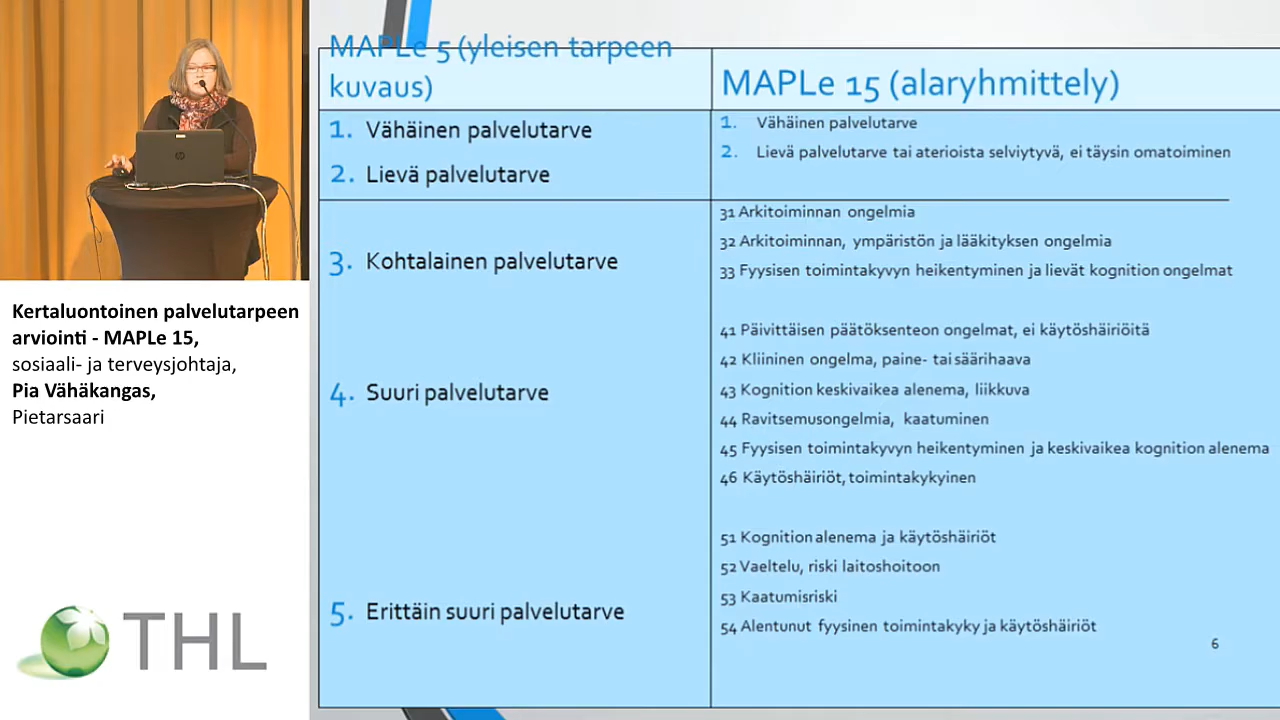 MAPLe 5 (yleisen tarpeen
kuvaus)
MAPLe 15 (alaryhmittely)
1. Vähäinen palvelutarve
2. Lievä palvelutarve
1. Vähäinen palvelutarve
2. Lievä palvelutarve tai aterioista selviytyvä, ei täysin omatoiminen
3. Kohtalainen palvelutarve
31 Arkitoiminnan ongelmia
32 Arkitoiminnan, ympäristön ja lääkityksen ongelmia
33 Fyysisen toimintakyvyn heikentyminen ja lievät kognition ongelmat
4. Suuri palvelutarve
41 Päivittäisen päätöksenteon ongelmat, ei käytöshäiriöitä
42 Kliininen ongelma, paine- tai säärihaava
43 Kognition keskivaikea alenema, liikkuva
44 Ravitsemusongelmia, kaatuminen
45 Fyysisen toimintakyvyn heikentyminen ja keskivaikea kognition alenema
46 Käytöshäiriöt, toimintakykyinen
5. Erittäin suuri palvelutarve
51 Kognition alenema ja käytöshäiriöt
52 Vaeltelu, riski laitoshoitoon
53 Kaatumisriski
54 Alentunut fyysinen toimintakyky ja käytöshäiriöt
6
Kertaluontoinen palvelutarpeen
arviointi - MAPLe 15,
sosiaali- ja terveysjohtaja,
Pia Vähäkangas,
Pietarsaari
THL